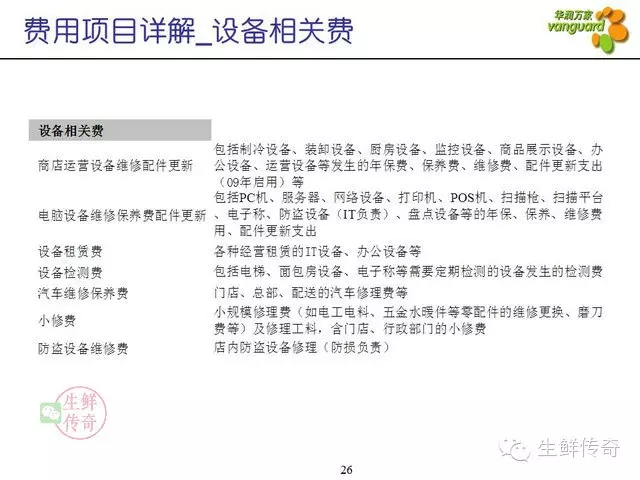 费用项目详解_设备相关费
华润万家
vanguard
设备相关费
商店运营设备维修配件更新
包括制冷设备、装卸设备、厨房设备、监控设备、商品展示设备、办
公设备、运营设备等发生的年保费、保养费、维修费、配件更新支出
（09年启用）等
电脑设备维修保养费配件更新
包括PC机、服务器、网络设备、打印机、POS机、扫描枪、扫描平台
、电子称、防盗设备（IT负责）、盘点设备等的年保、保养、维修费
用、配件更新支出
设备租赁费
各种经营租赁的IT设备、办公设备等
设备检测费
包括电梯、面包房设备、电子称等需要定期检测的设备发生的检测费
汽车维修保养费
门店、总部、配送的汽车修理费等
小修费
小规模修理费（如电工电料、五金水暖件等零配件的维修更换、磨刀
费等）及修理工料，含门店、行政部门的小修费
防盗设备维修费
店内防盗设备修理（防损负责）
生鲜
传奇
生鲜传奇
26